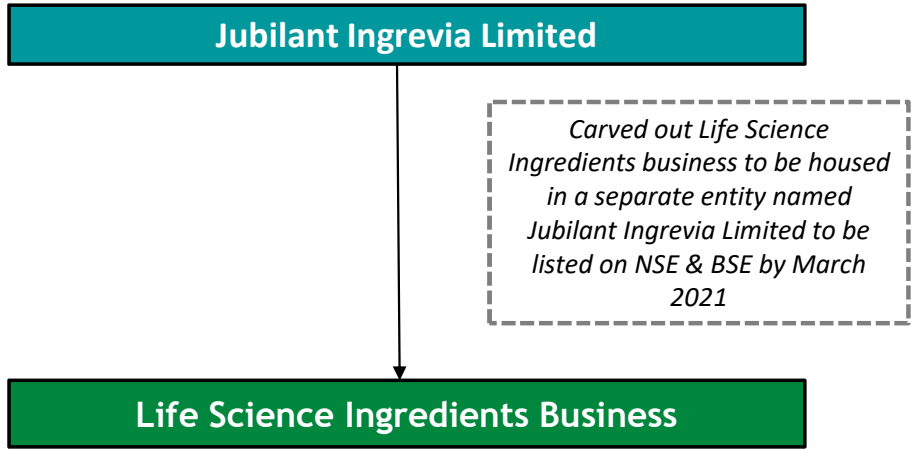 Jubilant Ingrevia Limited
Carved out Life Science
Ingredients business to be housed
in a separate entity named
Jubilant Ingrevia Limited to be
listed on NSE & BSE by March
2021
Life Science Ingredients Business